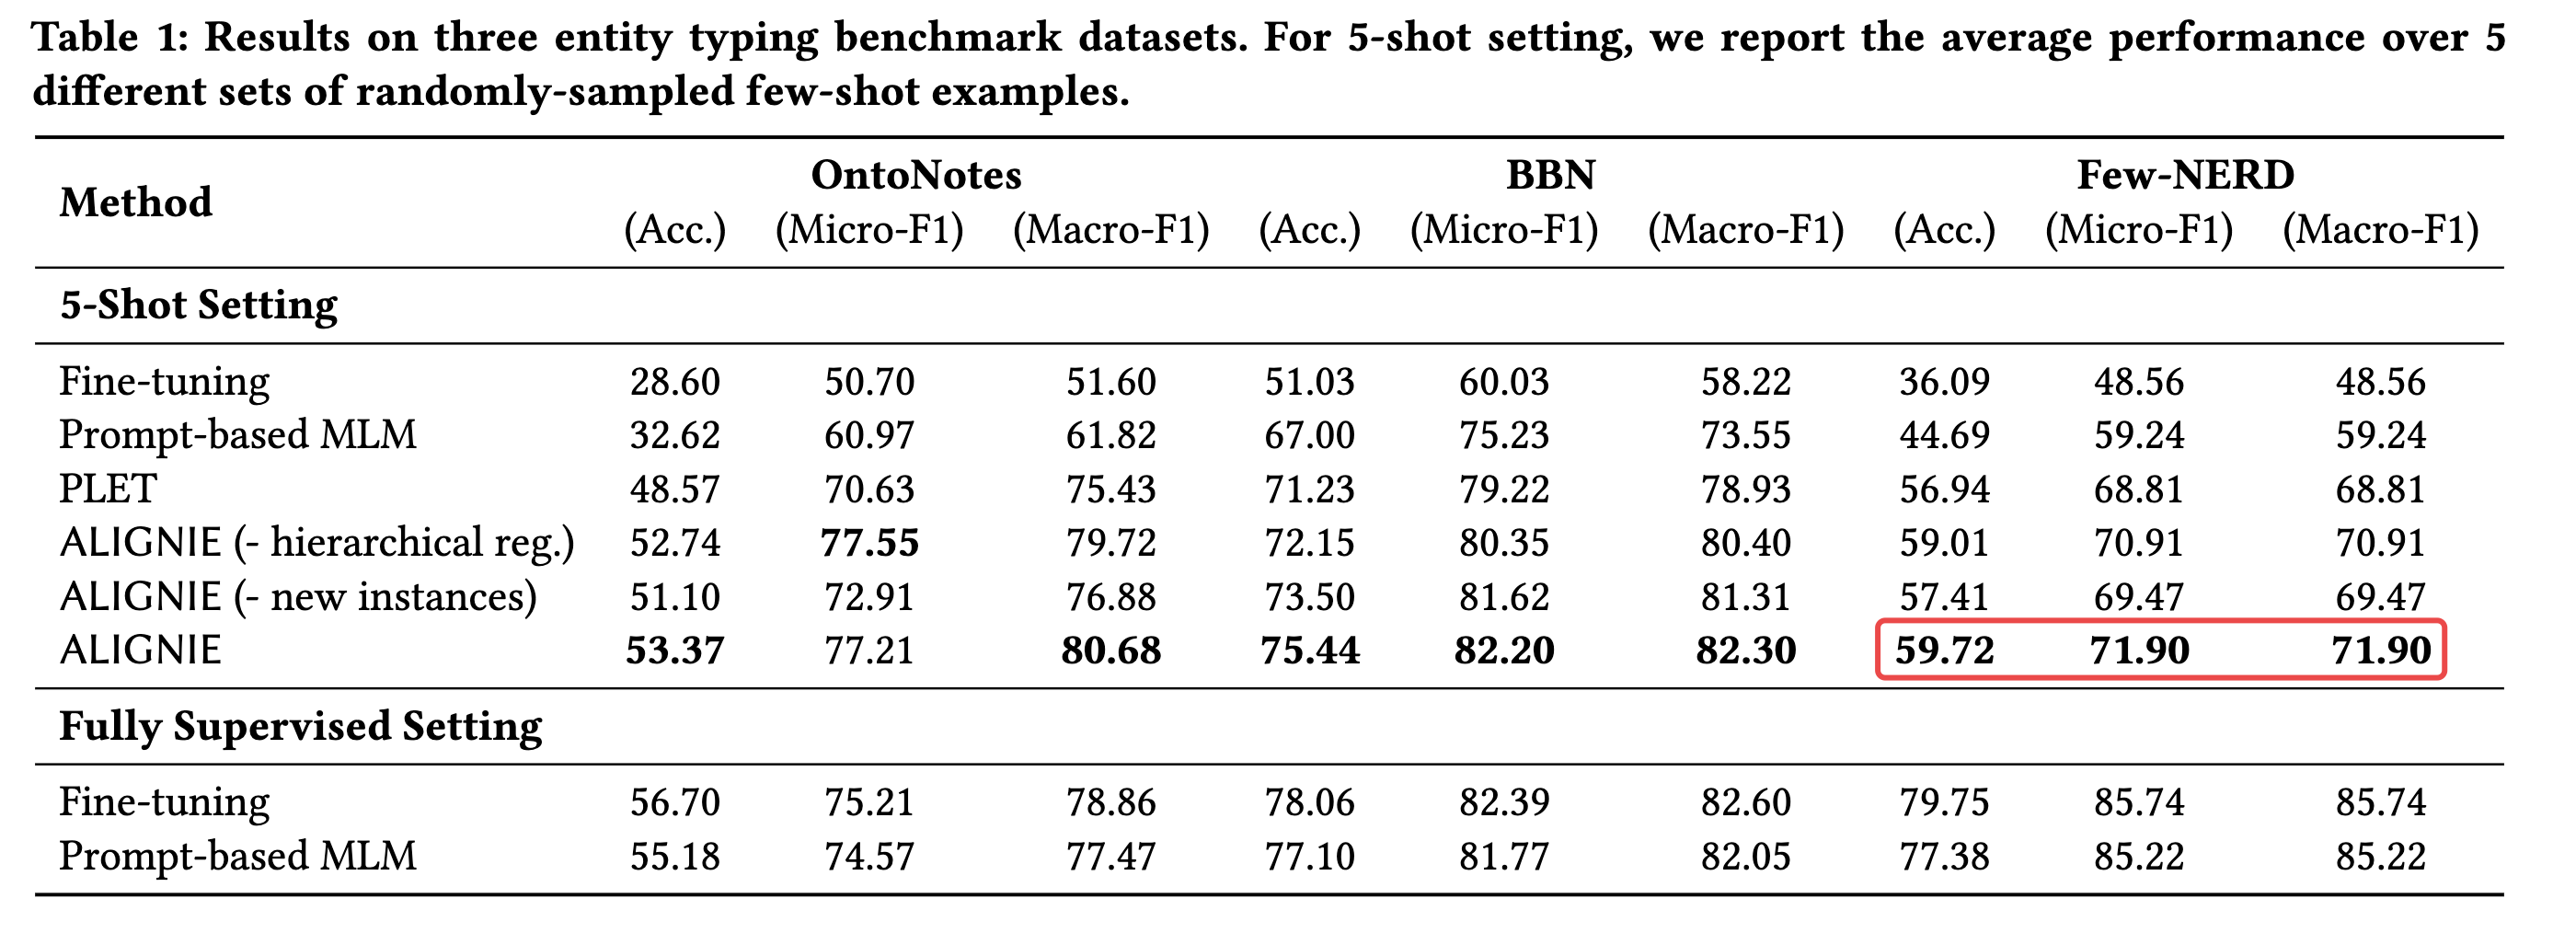 Table 1: Results on three entity typing benchmark datasets. For 5-shot setting, we report the average performance over 5
different sets of randomly-sampled few-shot examples.
Method OntoNotes BBN Few-NERD
(Acc.) (Micro-F1) (Macro-F1) (Acc.) (Micro-F1) (Macro-F1) (Acc.) (Micro-F1) (Macro-F1)
5-Shot Setting
Fine-tuning 28.60 50.70 51.60 51.03 60.03 58.22 36.09 48.56 48.56
Prompt-based MLM 32.62 60.97 61.82 67.00 75.23 73.55 44.69 59.24 59.24
PLET 48.57 70.63 75.43 71.23 79.22 78.93 56.94 68.81 68.81
ALIGNIE (- hierarchical reg.) 52.74 77.55 79.72 72.15 80.35 80.40 59.01 70.91 70.91
ALIGNIE (- new instances) 51.10 72.91 76.88 73.50 81.62 81.31 57.41 69.47 69.47
ALIGNIE 53.37 77.21 80.68 75.44 82.20 82.30 59.72 71.90 71.90
Fully Supervised Setting
Fine-tuning 56.70 75.21 78.86 78.06 82.39 82.60 79.75 85.74 85.74
Prompt-based MLM 55.18 74.57 77.47 77.10 81.77 82.05 77.38 85.22 85.22